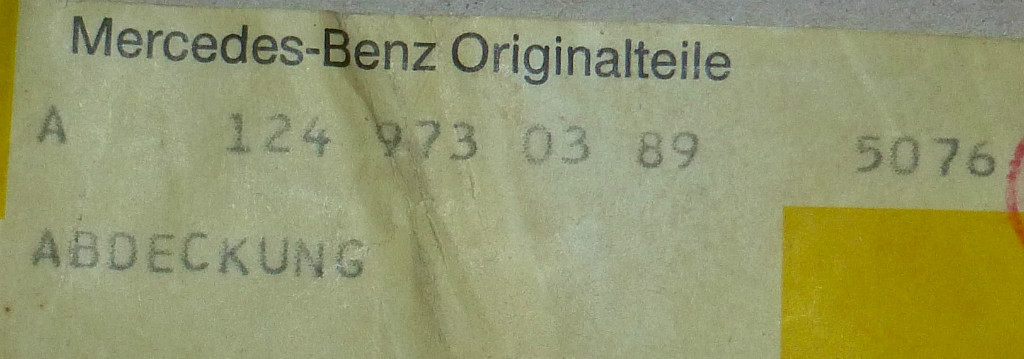 Mercedes-Benz Originalteile
A 124 973 03 89 5076
ABDECKUNG